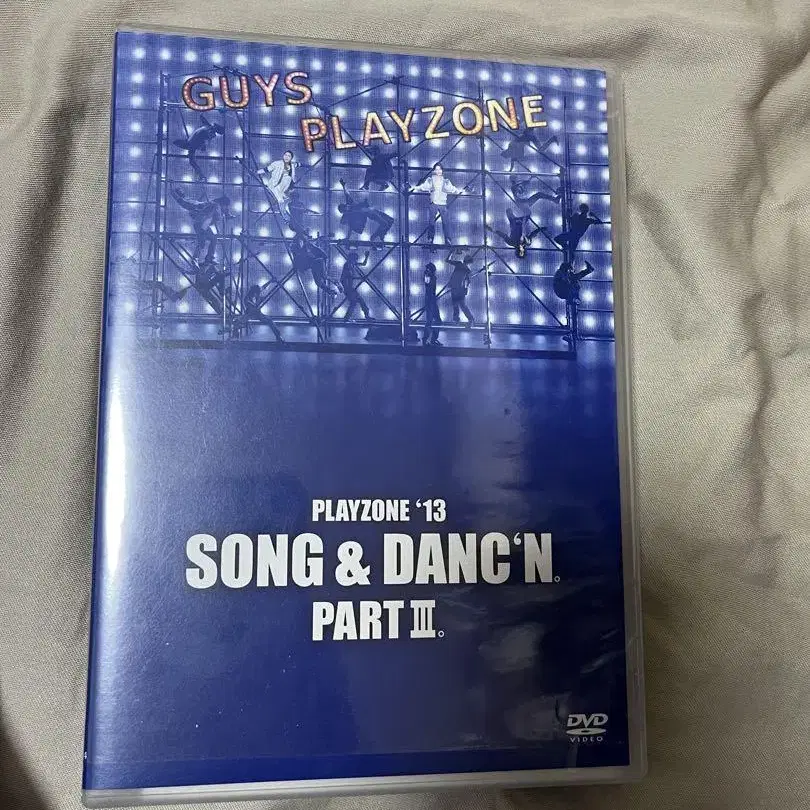 GUYS
PLAYZONE
PLAYZONE '13
SONG & DANC'N。
PART III。
DVD
VIDEO